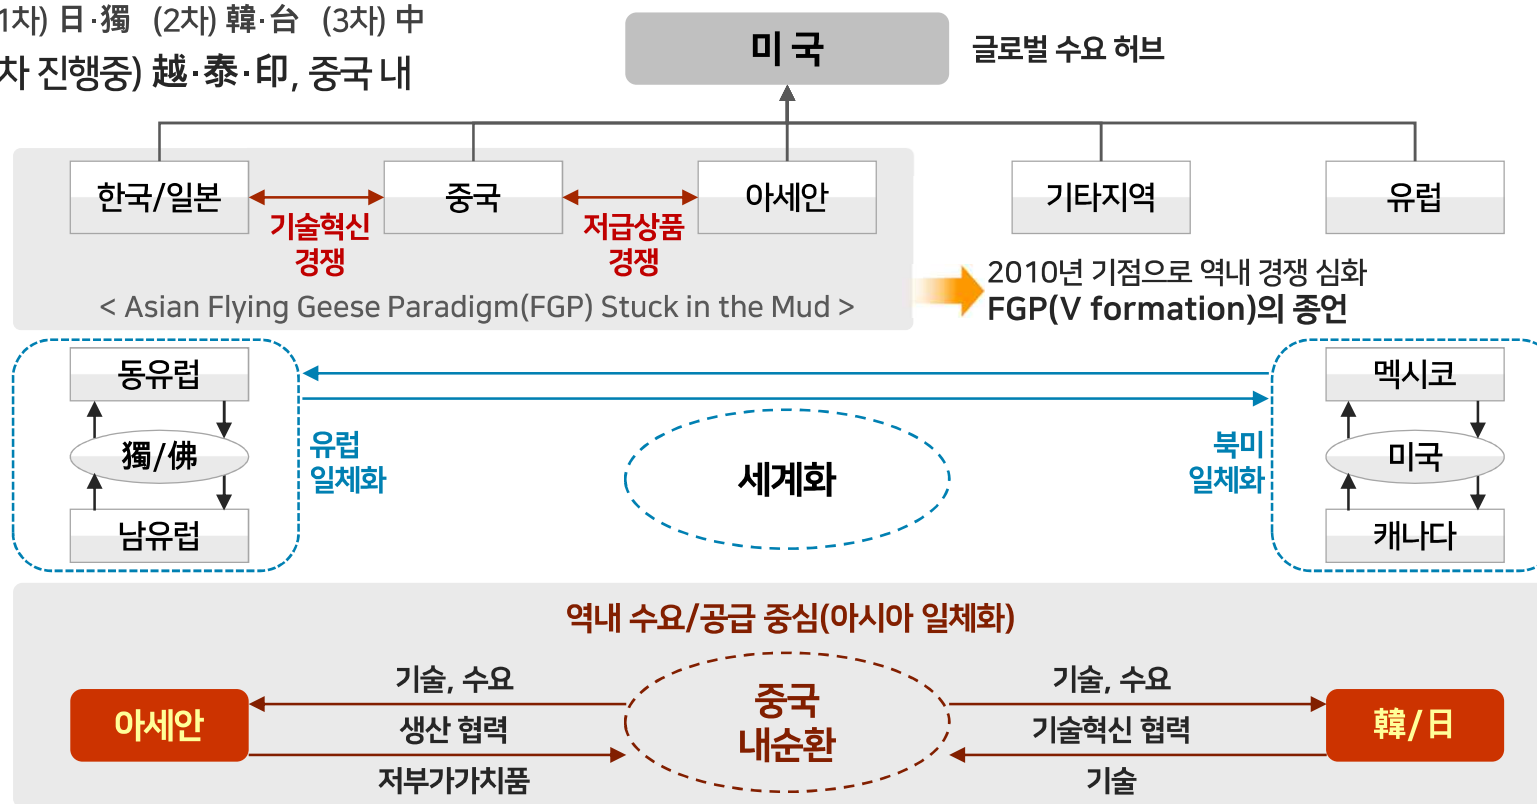 1차) 日·獨 (2차) 韓·台 (3차) 中
차 진행중) 越·泰·印, 중국 내
미 국
글로벌 수요 허브
한국/일본
중국
아세안
기타지역
유럽
기술혁신
경쟁
저급상품
경쟁
< Asian Flying Geese Paradigm(FGP) Stuck in the Mud >
2010년 기점으로 역내 경쟁 심화
FGP(V formation)의 종언
동유럽
獨/佛
남유럽
유럽
일체화
세계화
북미
일체화
멕시코
미국
캐나다
역내 수요/공급 중심(아시아 일체화)
아세안
기술, 수요
생산 협력
저부가가치품
중국
내순환
기술, 수요
기술혁신 협력
기술
韓/日